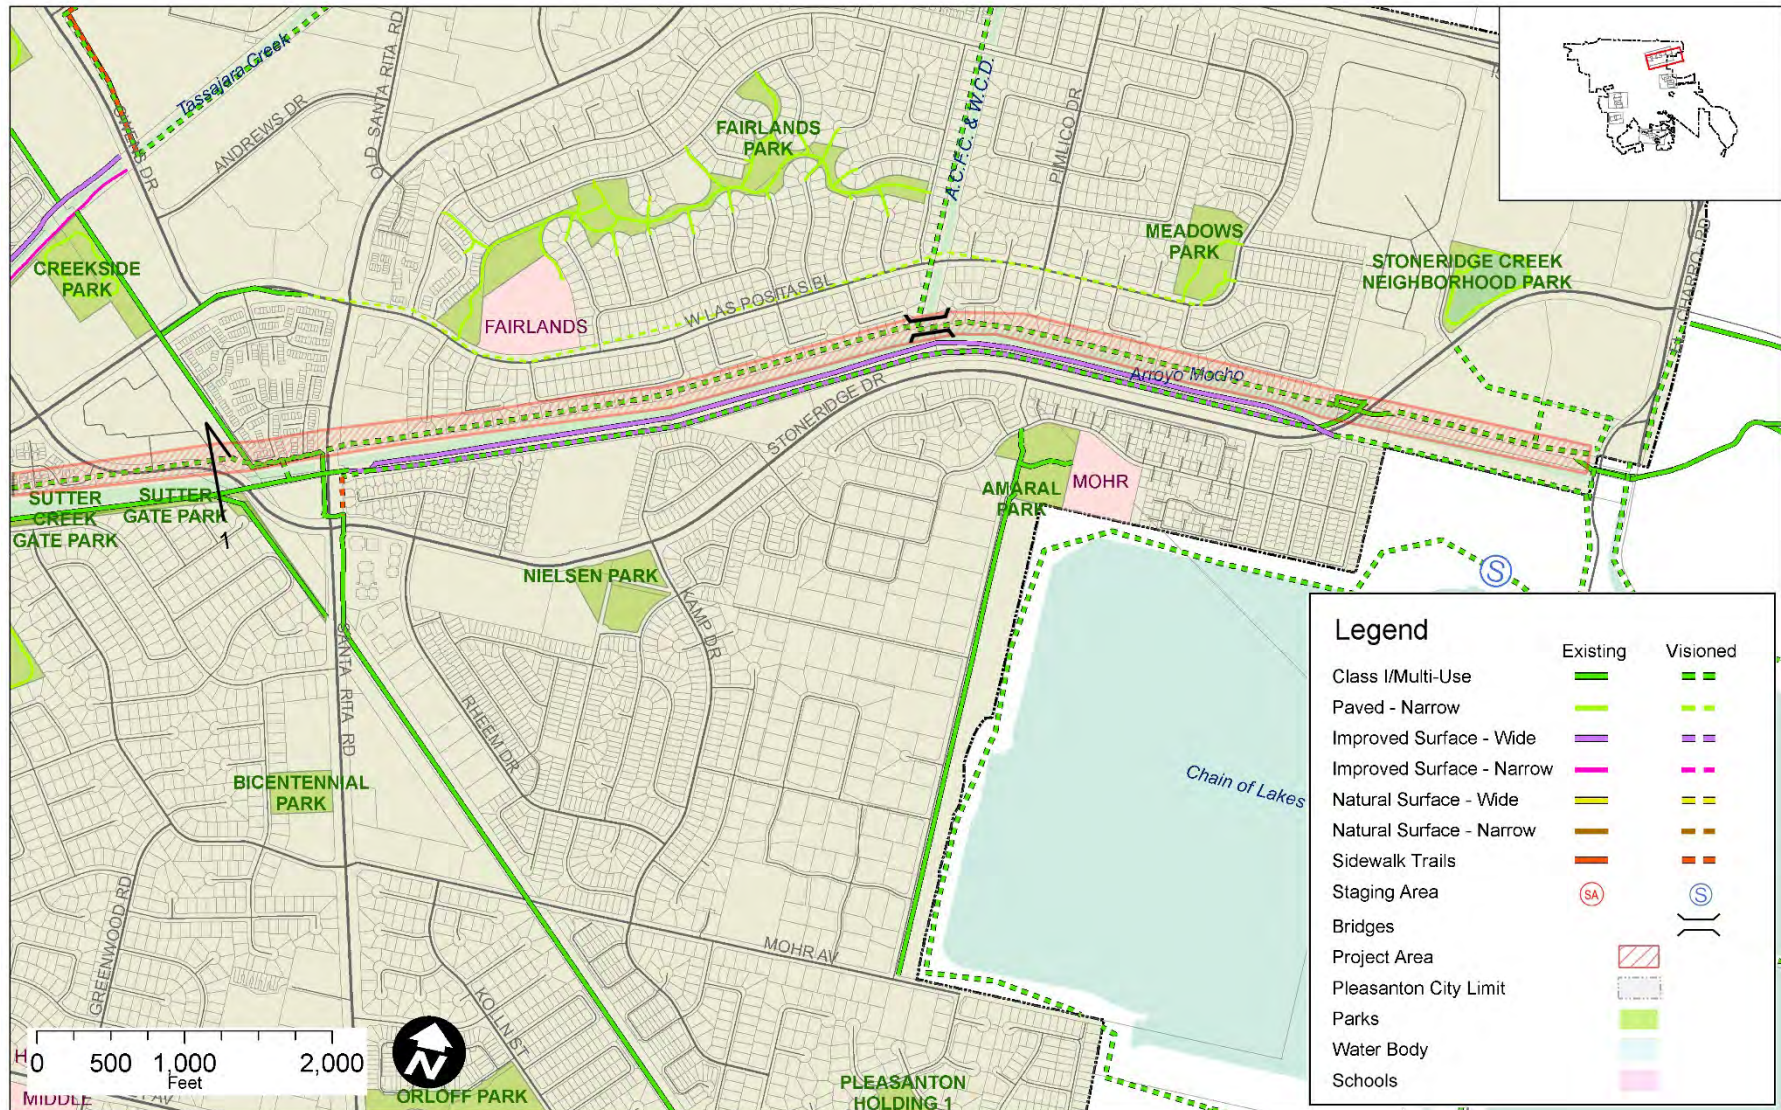 Tassajara Creek
OWENS DR
ANDREWS DR
OLD SANTA RITA RD
FAIRLANDS
PARK
A.C.F.C. & W.C.D.
PIMLICO DR
MEADOWS
PARK
STONERIDGE CREEK
NEIGHBORHOOD PARK
CREEKSIDE
PARK
FAIRLANDS
W LAS POSITAS BL
Arroyo Mocho
STONERIDGE DR
SUTTER
CREEK
GATE PARK
SUTTER
GATE PARK
1
AMARAL
PARK
MOHR
NIELSEN PARK
KAMP DR
SANTA RITA RD
RHEEM DR
BICENTENNIAL
PARK
Chain of Lakes
S
GREENWOOD RD
MOHR AV
KOLLN ST
0 500 1,000 2,000
Feet
N
MIDDLE
ORLOFF PARK
PLEASANTON
HOLDING 1
Legend
Existing Visioned
Class I/Multi-Use
Paved - Narrow
Improved Surface - Wide
Improved Surface - Narrow
Natural Surface - Wide
Natural Surface - Narrow
Sidewalk Trails
Staging Area SA S
Bridges
Project Area
Pleasanton City Limit
Parks
Water Body
Schools